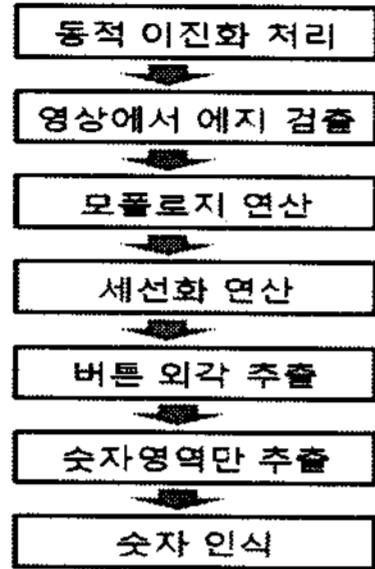 동적 이진화 처리
영상에서 에지 검출
모폴로지 연산
세선화 연산
버튼 외각 추출
숫자영역만 추출
숫자 인식